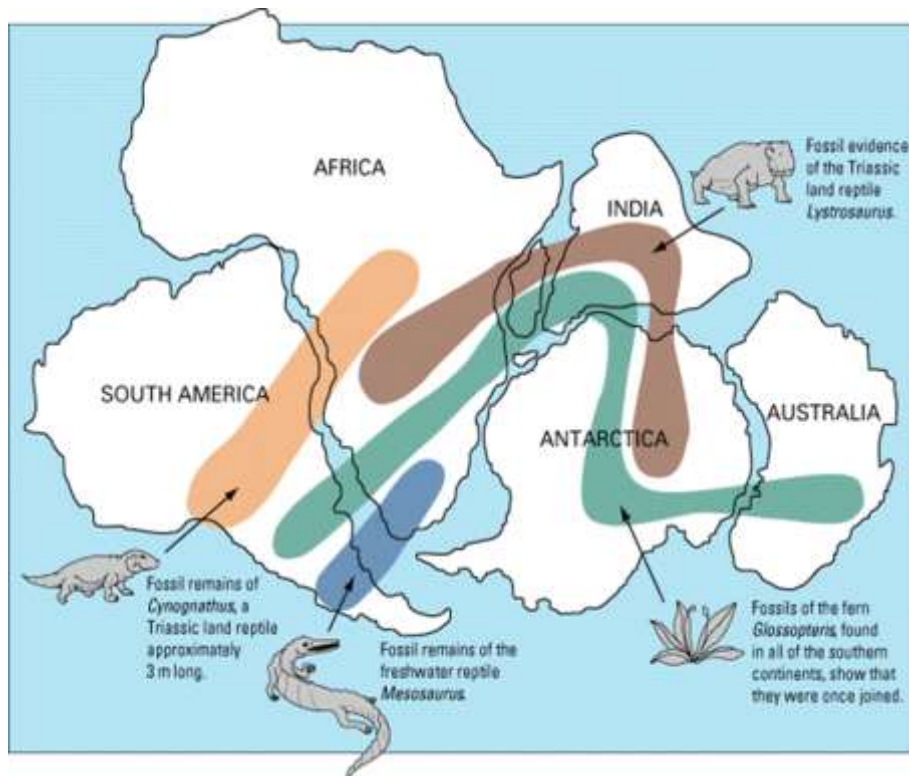 AFRICA
INDIA
Fossil evidence
of the Triassic
land reptile
Lystrosaurus.
SOUTH AMERICA
ANTARCTICA
AUSTRALIA
Fossil remains of
Cynognathus, a
Triassic land reptile
approximately
3 m long.
Fossil remains of the
freshwater reptile
Mesosaurus.
Fossils of the fern
Glossopteris, found
in all of the southern
continents, show that
they were once joined.